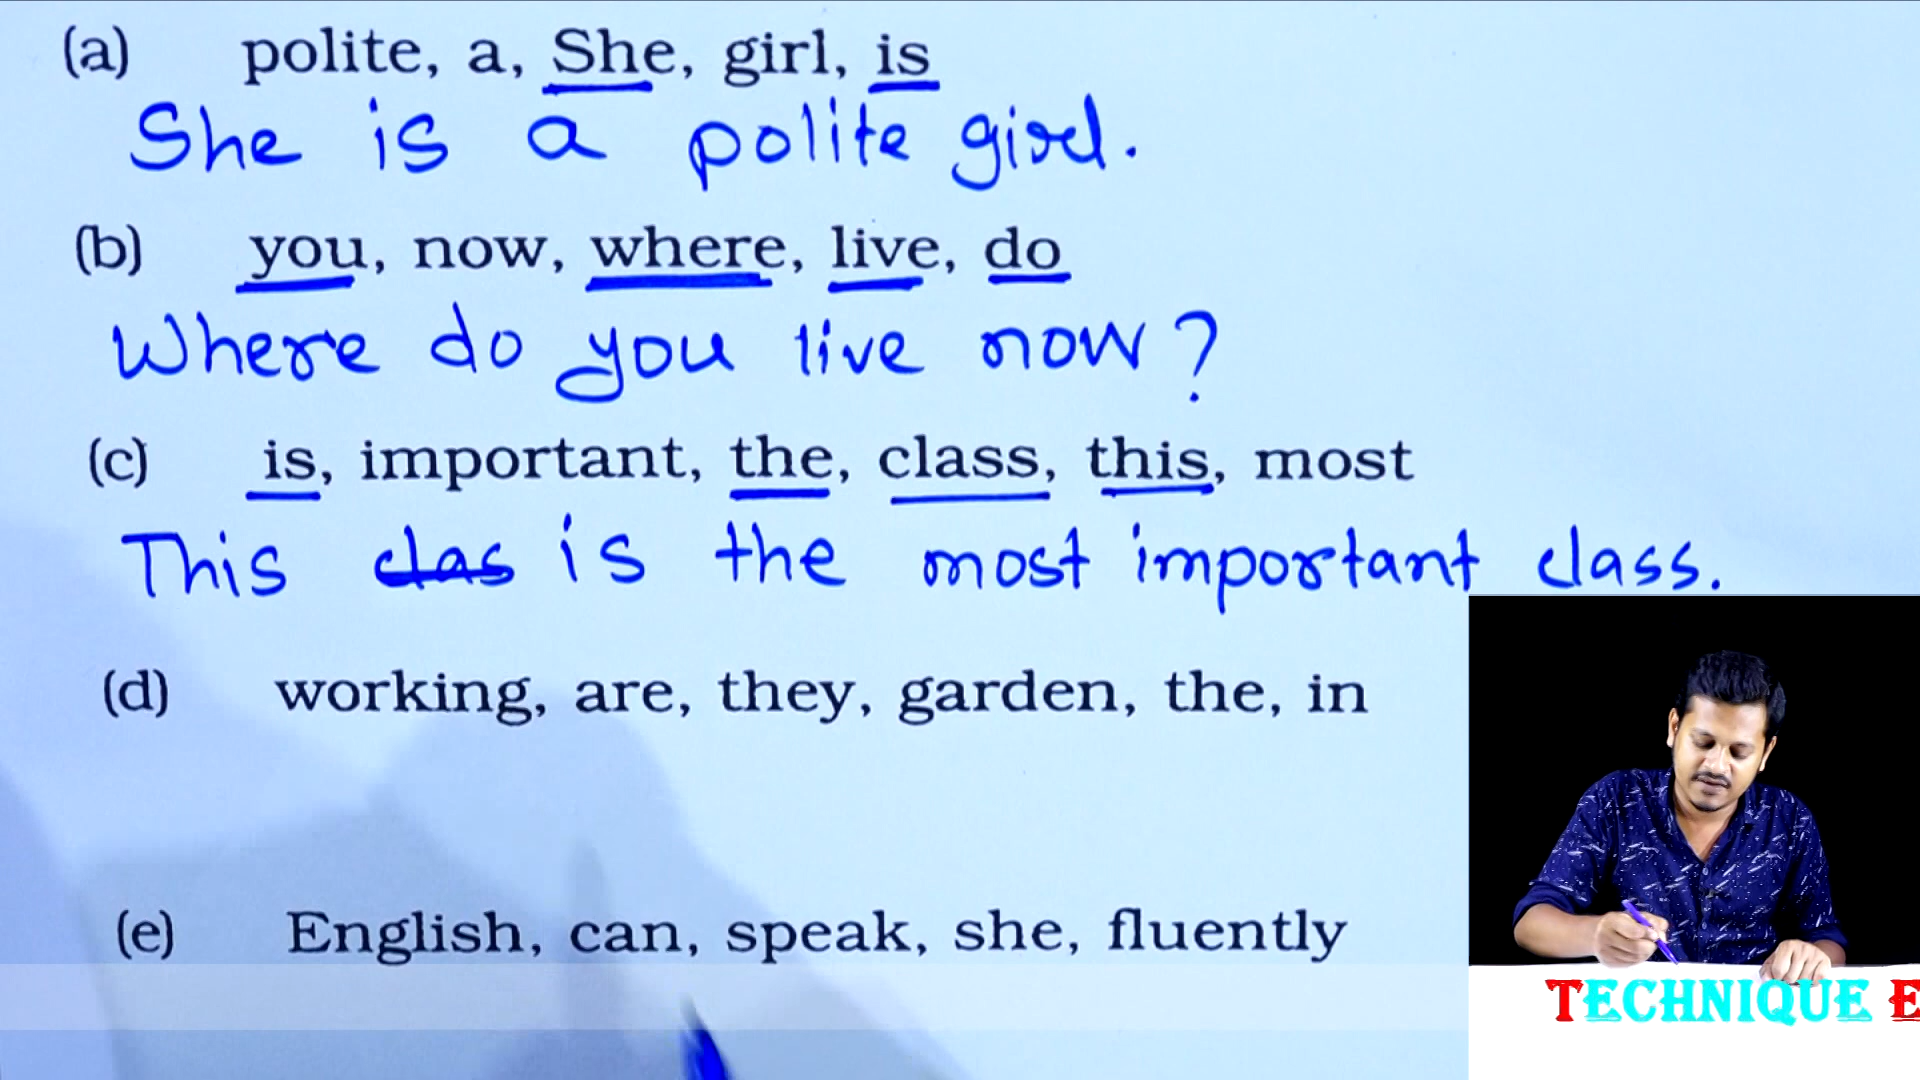 (a) polite, a, She, girl, is
She is a polite girl.
(b) you, now, where, live, do
Where do you live now?
(c) is, important, the, class, this, most
This clas is the most important class.
(d) working, are, they, garden, the, in
(e) English, can, speak, she, fluently
TECHNIQUE E